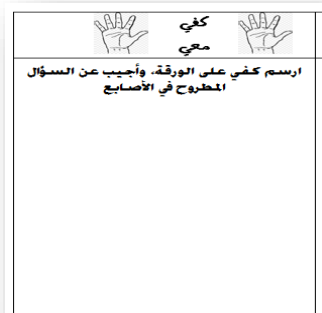 كفي
معي
ارسم كفي على الورقة، وأجيب عن السؤال
المطروح في الأصابع